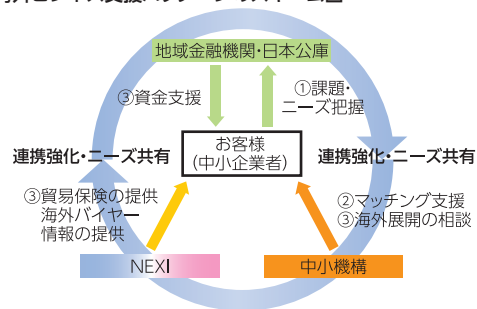 地域金融機関・日本公庫
③資金支援
①課題・
ニーズ把握
お客様
(中小企業者)
連携強化・ニーズ共有
連携強化・ニーズ共有
③貿易保険の提供
海外バイヤー
情報の提供
②マッチング支援
③海外展開の相談
NEXI
中小機構